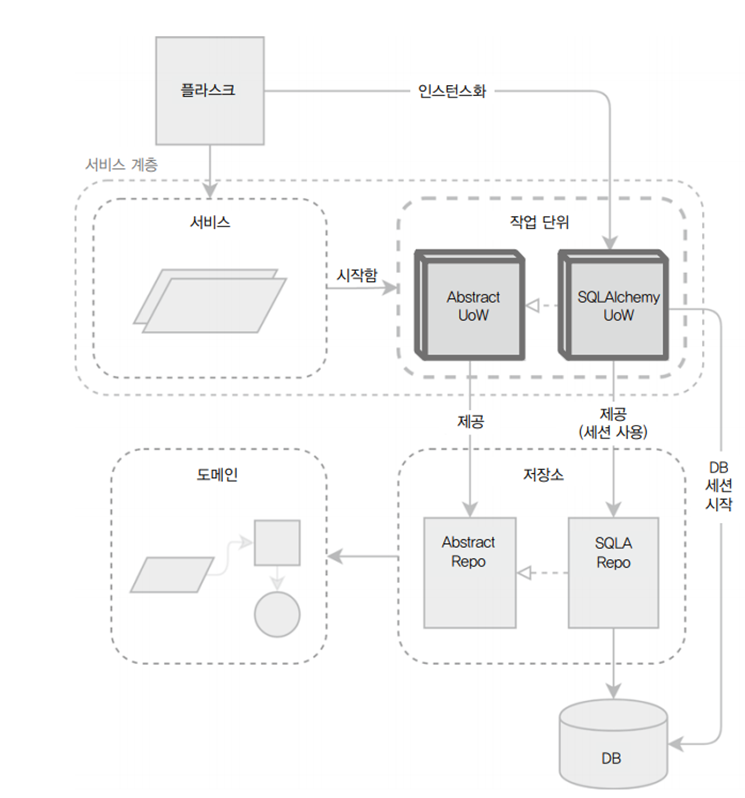 플라스크
인스턴스화
서비스 계층
서비스
작업 단위
시작함
Abstract
UoW
SQLAlchemy
UoW
제공
제공
(세션 사용)
DB
세션
시작
도메인
저장소
Abstract
Repo
SQLA
Repo
DB